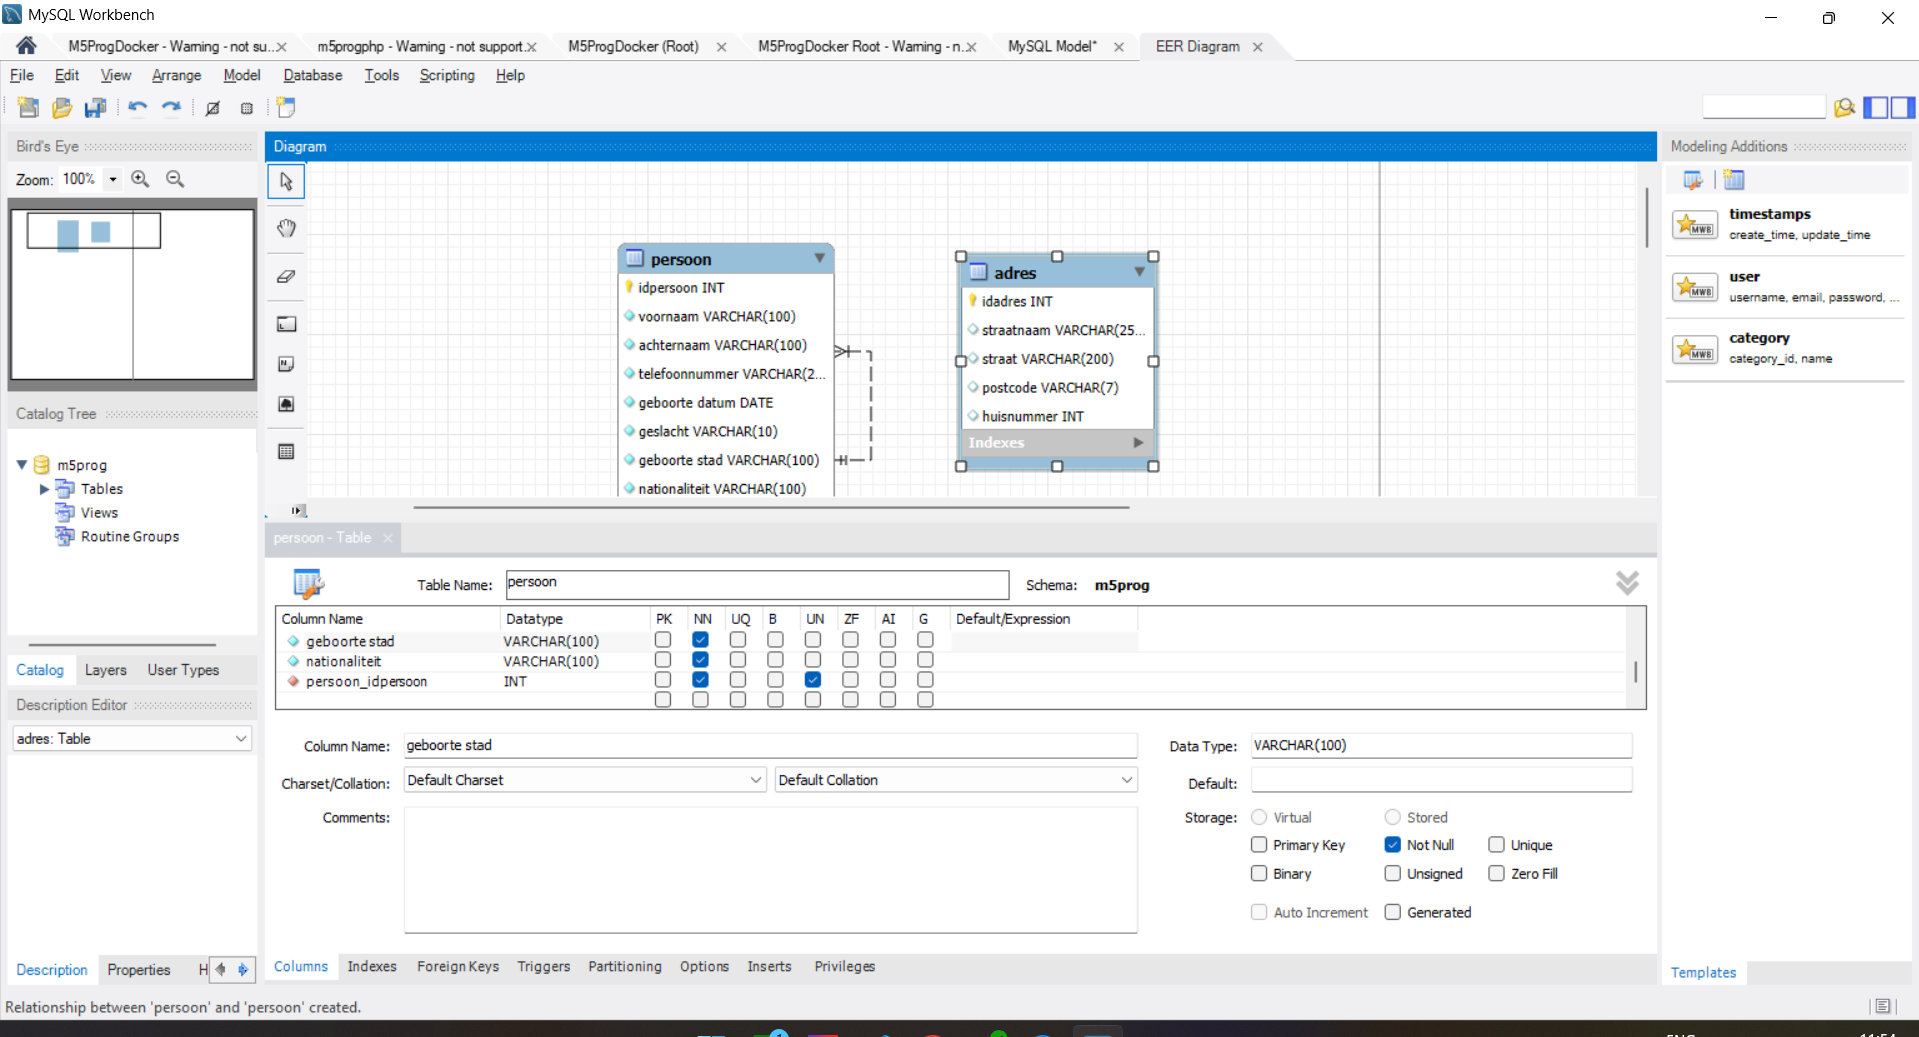 MySQL Workbench
M5ProgDocker - Warning - not su...
m5progphp - Warning - not support...
M5ProgDocker (Root)
M5ProgDocker Root - Warning - n...
MySQL Model*
EER Diagram
File Edit View Arrange Model Database Tools Scripting Help
Bird's Eye
Zoom: 100%
Diagram
Modeling Additions
timestamps
create_time, update_time
user
username, email, password, ...
category
category_id, name
persoon
idpersoon INT
voornaam VARCHAR(100)
achternaam VARCHAR(100)
telefoonnummer VARCHAR(2...
geboorte datum DATE
geslacht VARCHAR(10)
geboorte stad VARCHAR(100)
nationaliteit VARCHAR(100)
adres
idadres INT
straatnaam VARCHAR(25...
straat VARCHAR(200)
postcode VARCHAR(7)
huisnummer INT
Indexes
Catalog Tree
m5prog
Tables
Views
Routine Groups
Catalog Layers User Types
Description Editor
adres: Table
Description Properties H
persoon - Table
Table Name: persoon Schema: m5prog
Column Name Datatype PK NN UQ B UN ZF AI G Default/Expression
geboorte stad VARCHAR(100)
nationaliteit VARCHAR(100)
persoon_idpersoon INT
Column Name: geboorte stad Data Type: VARCHAR(100)
Charset/Collation: Default Charset Default Collation Default:
Comments: Storage: Virtual Stored
Primary Key Not Null Unique
Binary Unsigned Zero Fill
Auto Increment Generated
Columns Indexes Foreign Keys Triggers Partitioning Options Inserts Privileges
Templates
Relationship between 'persoon' and 'persoon' created.